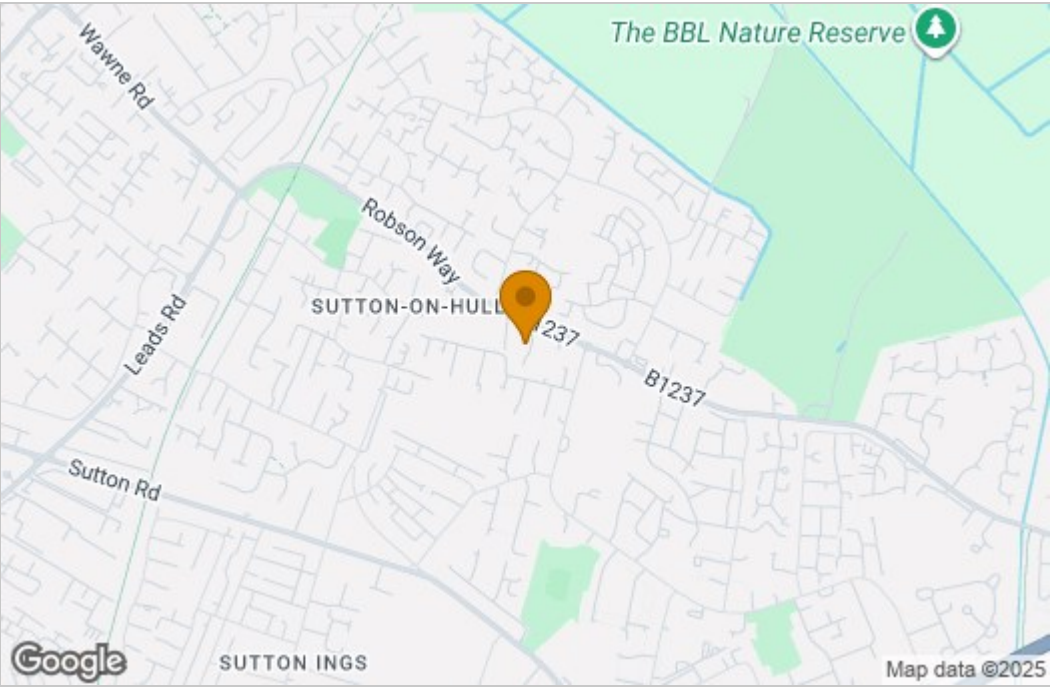 The BBL Nature Reserve
Wawne Rd
Robson Way
SUTTON-ON-HULL
1237
Leads Rd
B1237
Sutton Rd
SUTTON INGS
Google
Map data ©2025